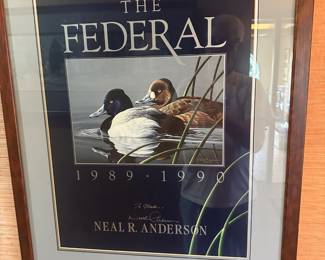 THE
FEDERAL
1989 - 1990
NEAL R. ANDERSON